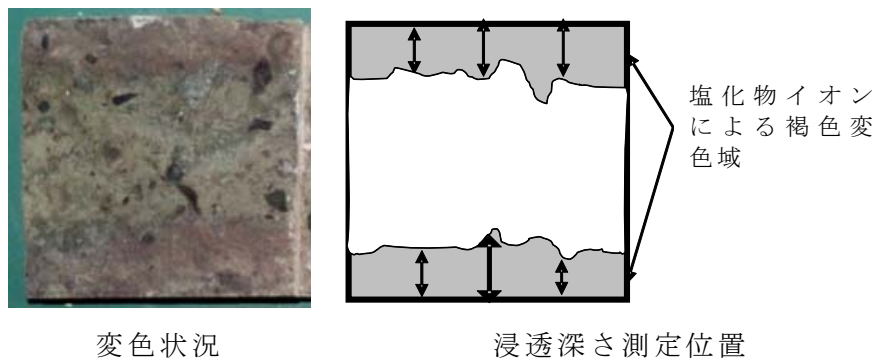 塩化物イオン
による褐色変
色域
変色状況
浸透深さ測定位置